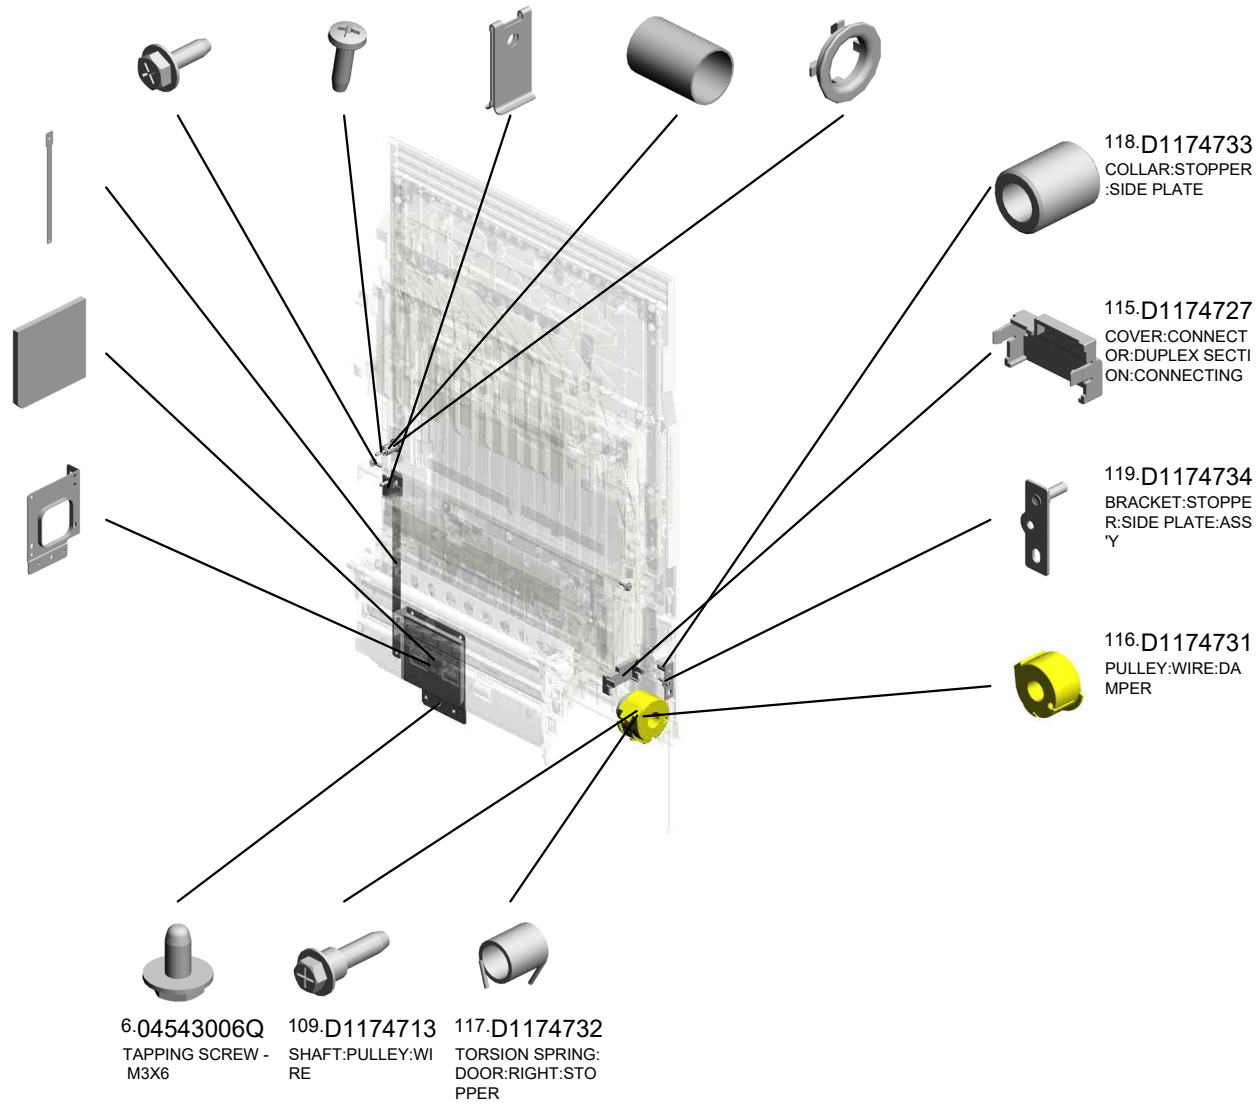 118.D1174733
COLLAR:STOPPER
:SIDE PLATE
115.D1174727
COVER:CONNECT
OR:DUPLEX SECTI
ON:CONNECTING
119.D1174734
BRACKET:STOPPE
R:SIDE PLATE:ASS
'Y
116.D1174731
PULLEY:WIRE:DA
MPER
6.04543006Q
TAPPING SCREW -
M3X6
109.D1174713
SHAFT:PULLEY:WI
RE
117.D1174732
TORSION SPRING:
DOOR:RIGHT:STO
PPER